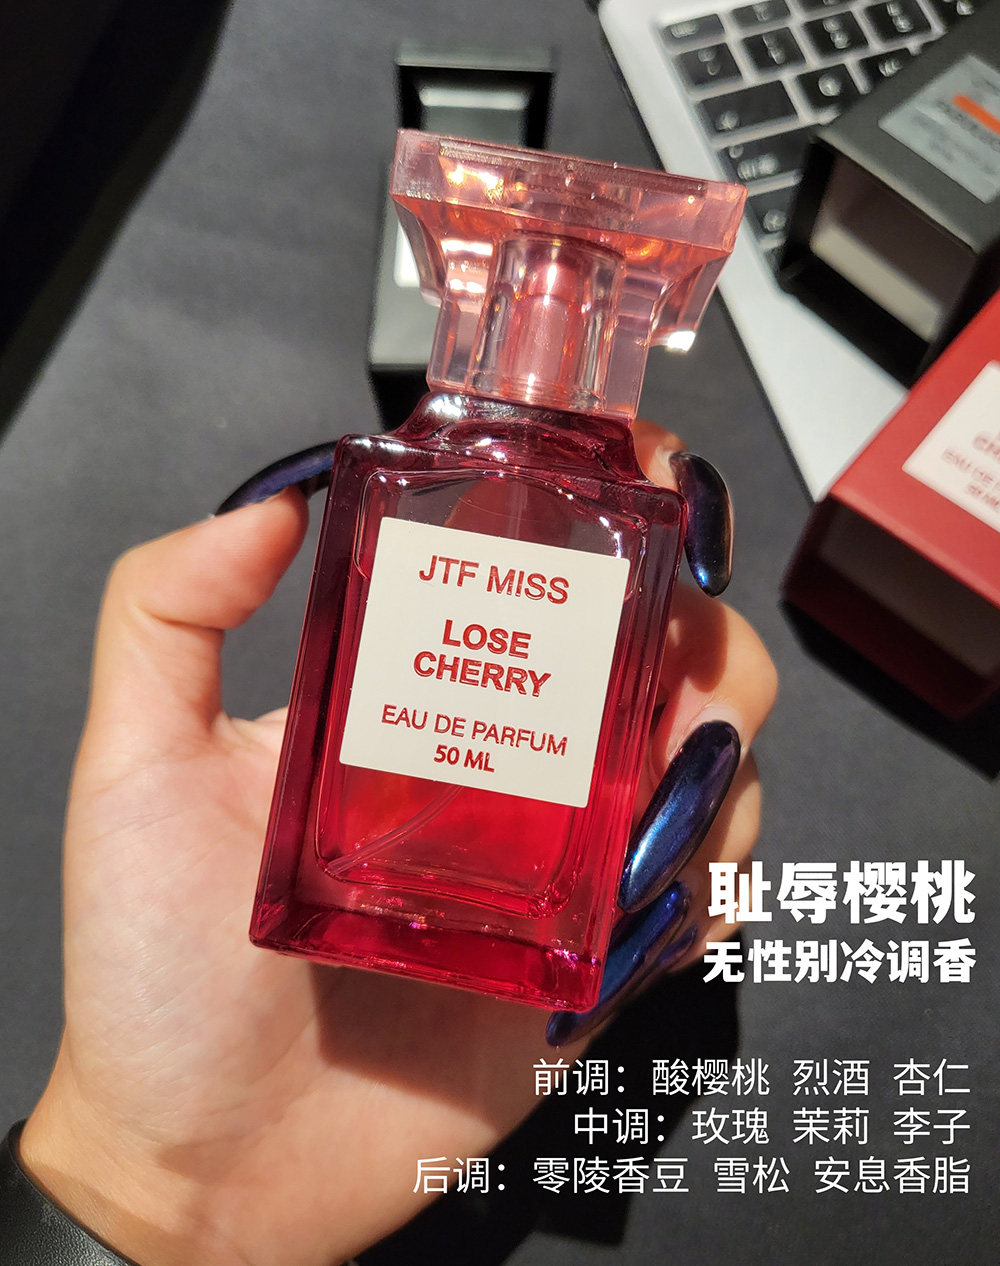 JTF MISS
LOSE
CHERRY
EAU DE PARFUM
50 ML
耻辱樱桃
无性别冷调香
前调：酸樱桃 烈酒 杏仁
中调：玫瑰 茉莉 李子
后调：零陵香豆 雪松 安息香脂